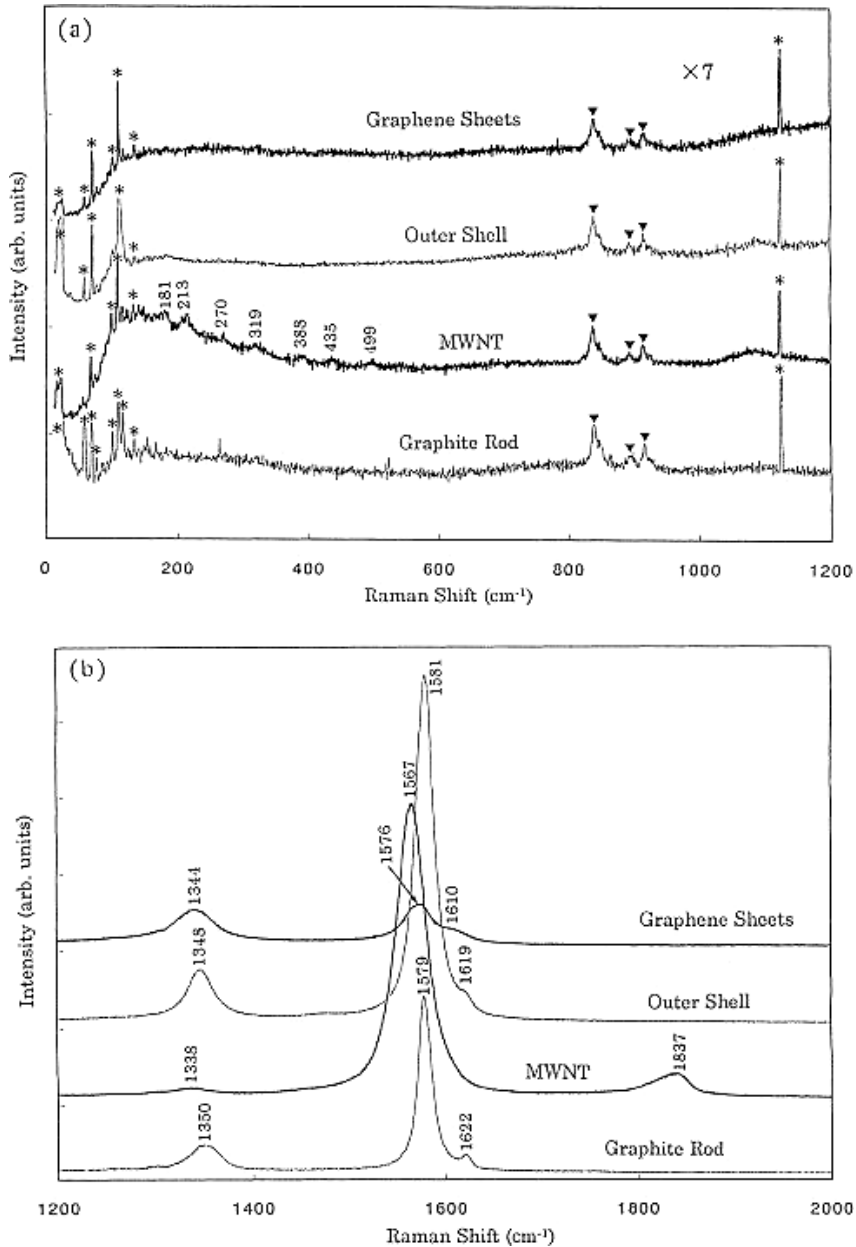 (a)
×7
Graphene Sheets
Outer Shell
181
213
270
319
388
435
499
MWNT
Graphite Rod
Intensity (arb. units)
0 200 400 600 800 1000 1200
Raman Shift (cm-1)
(b)
1581
1567
1576
1344
1610
Graphene Sheets
1348
1619
1579
Outer Shell
1338
MWNT
1837
1350
1622
Graphite Rod
Intensity (arb. units)
1200 1400 1600 1800 2000
Raman Shift (cm-1)